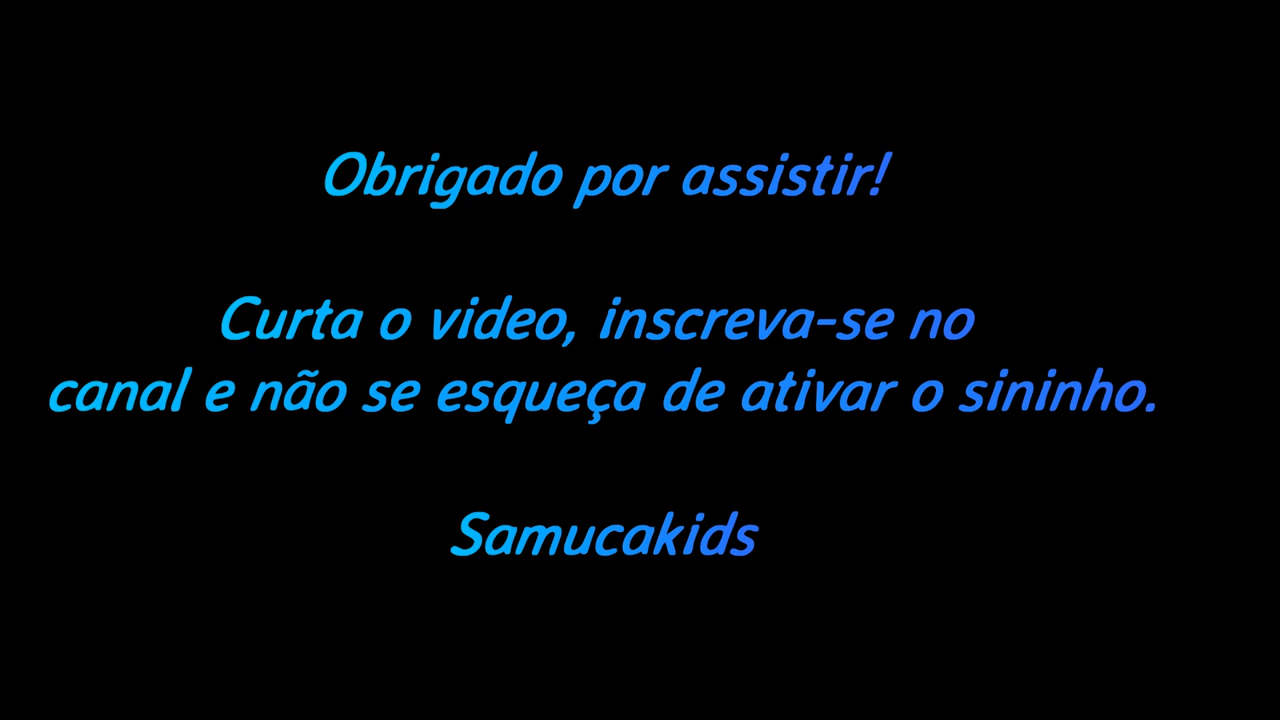 Obrigado por assistir!
Curta o video, inscreva-se no
canal e não se esqueça de ativar o sininho.
Samucakids